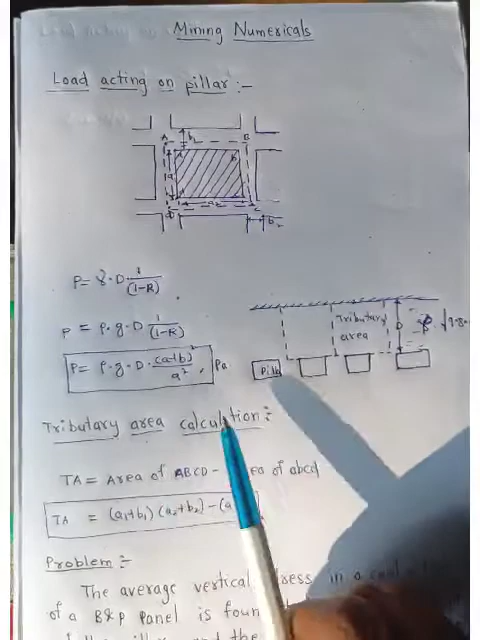 Mining Numericals
Load acting on pillar :-
A B
b₁
a₁ b
a₂
D C
b₂
P = γ · D · 1/(1-R)
P = ρ · g · D 1/(1-R)
Tributary area
D
P = ρ · g · D · (a+b)²/a² , Pa
Tributary area calculation :-
TA = Area of ABCD - of abcd
TA = (a₁+b₁) (a₂+b₂) - (a
Problem :-
The average vertical in a
of a B&P panel is foun
the